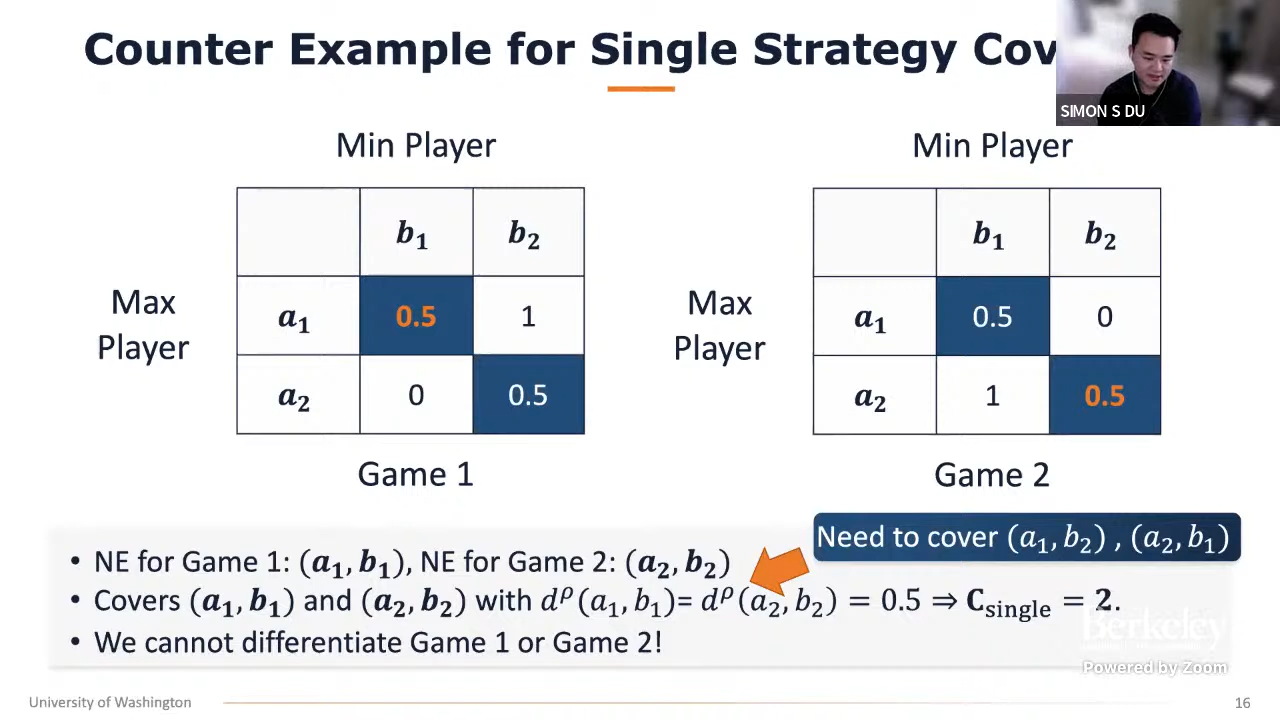 Counter Example for Single Strategy Cov
SIMON S DU
Min Player
b₁ b₂
Max Player
a₁ 0.5 1
a₂ 0 0.5
Game 1
Min Player
b₁ b₂
Max Player
a₁ 0.5 0
a₂ 1 0.5
Game 2
Need to cover (a₁, b₂) , (a₂, b₁)
• NE for Game 1: (a₁, b₁), NE for Game 2: (a₂, b₂)
• Covers (a₁, b₁) and (a₂, b₂) with d^ρ(a₁, b₁)= d^ρ(a₂, b₂) = 0.5 ⇒ C_single = 2.
• We cannot differentiate Game 1 or Game 2!
Berkeley
Powered by Zoom
University of Washington
16